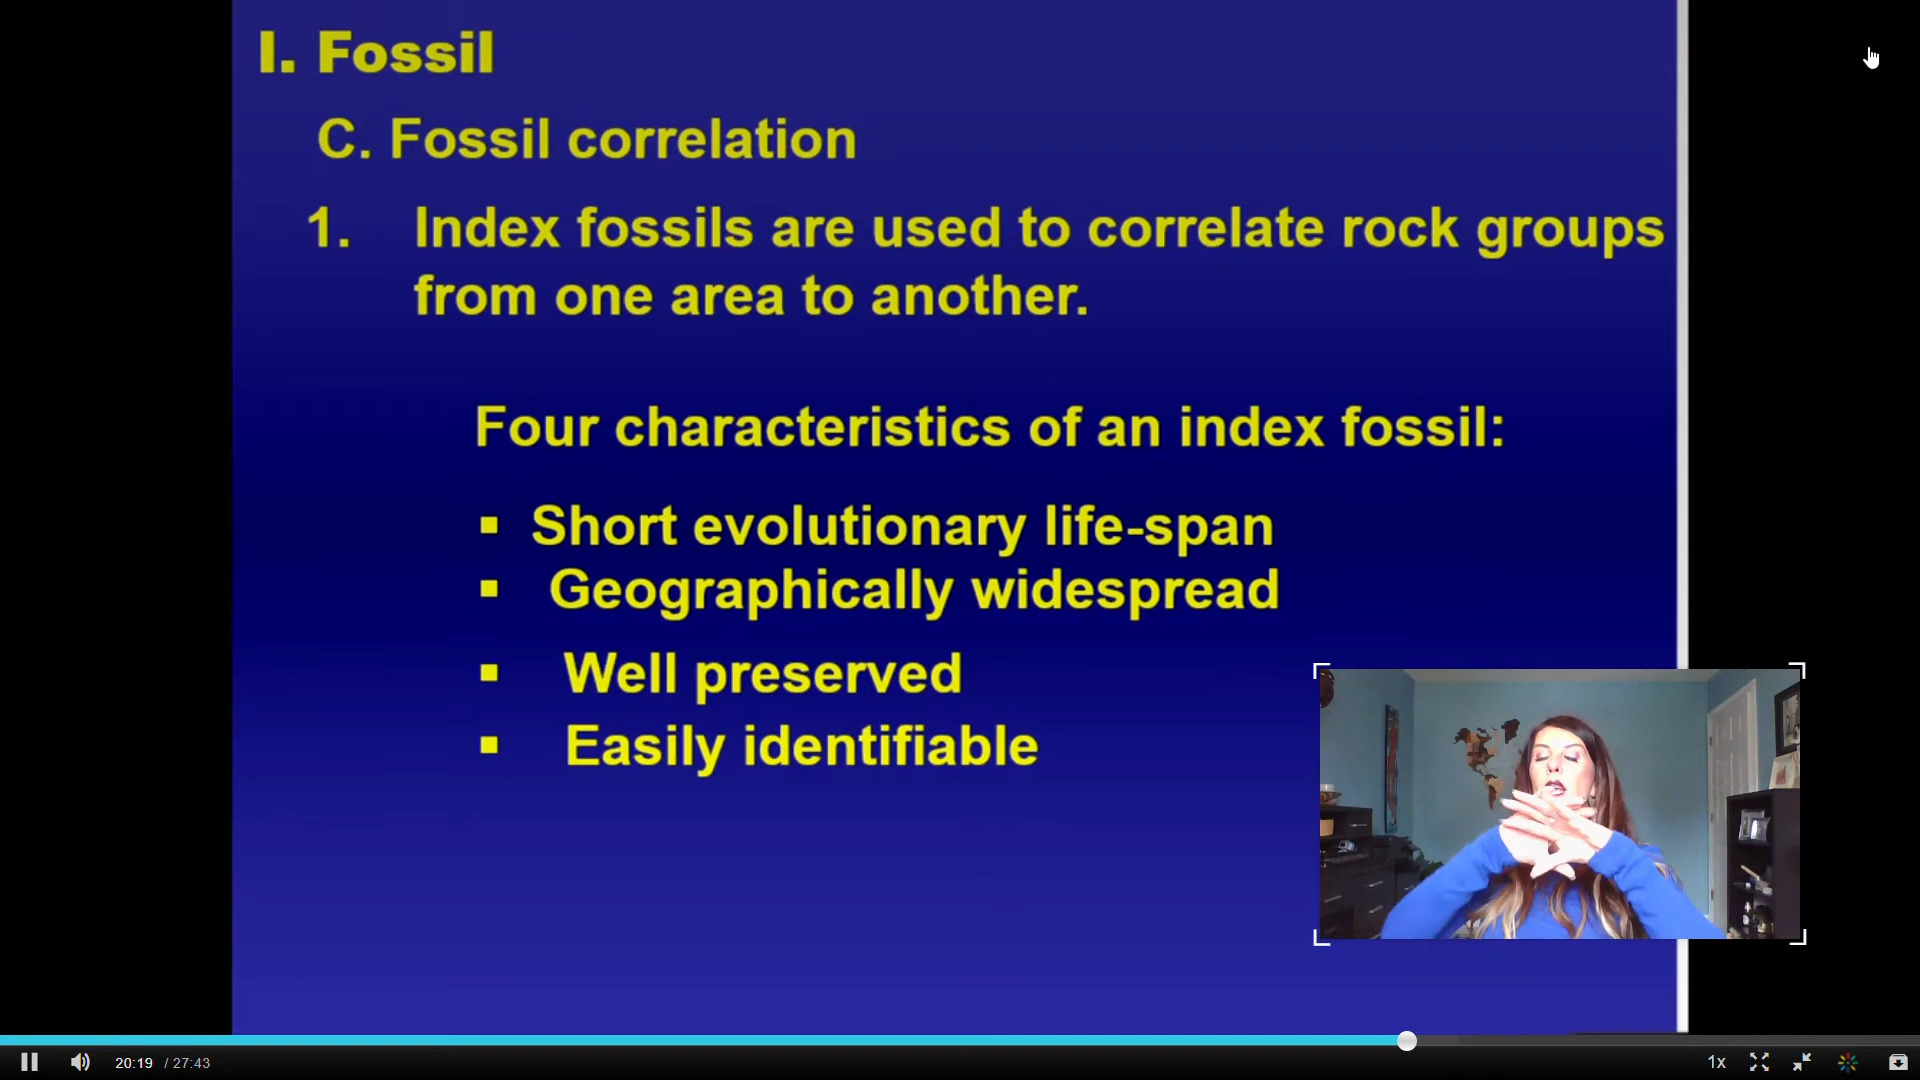 I. Fossil
C. Fossil correlation
1. Index fossils are used to correlate rock groups
from one area to another.
Four characteristics of an index fossil:
▪ Short evolutionary life-span
▪ Geographically widespread
▪ Well preserved
▪ Easily identifiable
20:19 / 27:43
1x